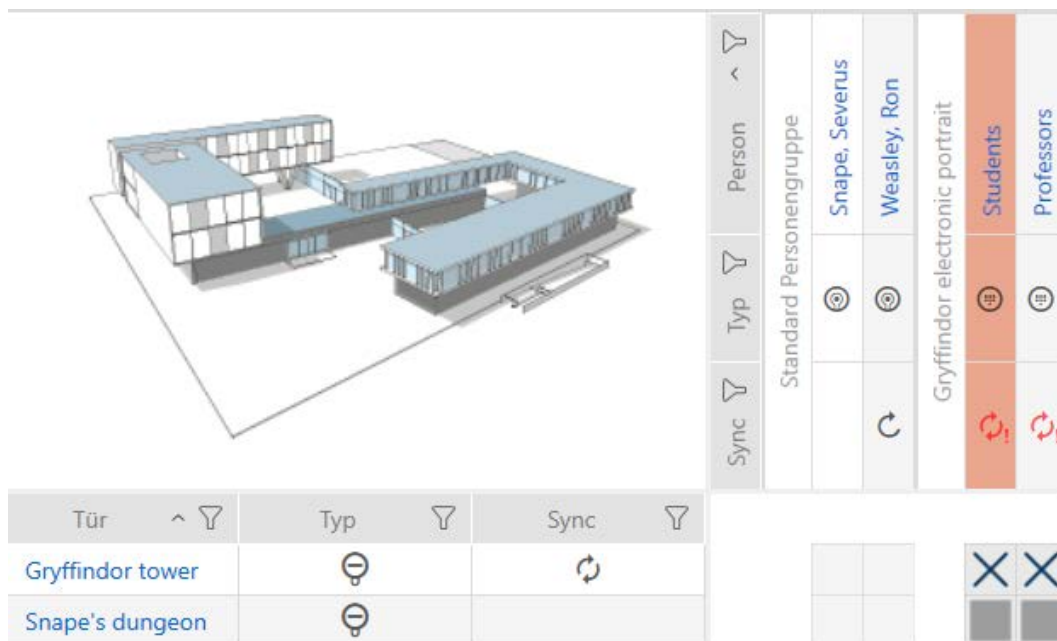 Person
Typ
Sync
Standard Personengruppe
Snape, Severus
Weasley, Ron
Gryffindor electronic portrait
Students
Professors
Tür Typ Sync
Gryffindor tower
Snape's dungeon